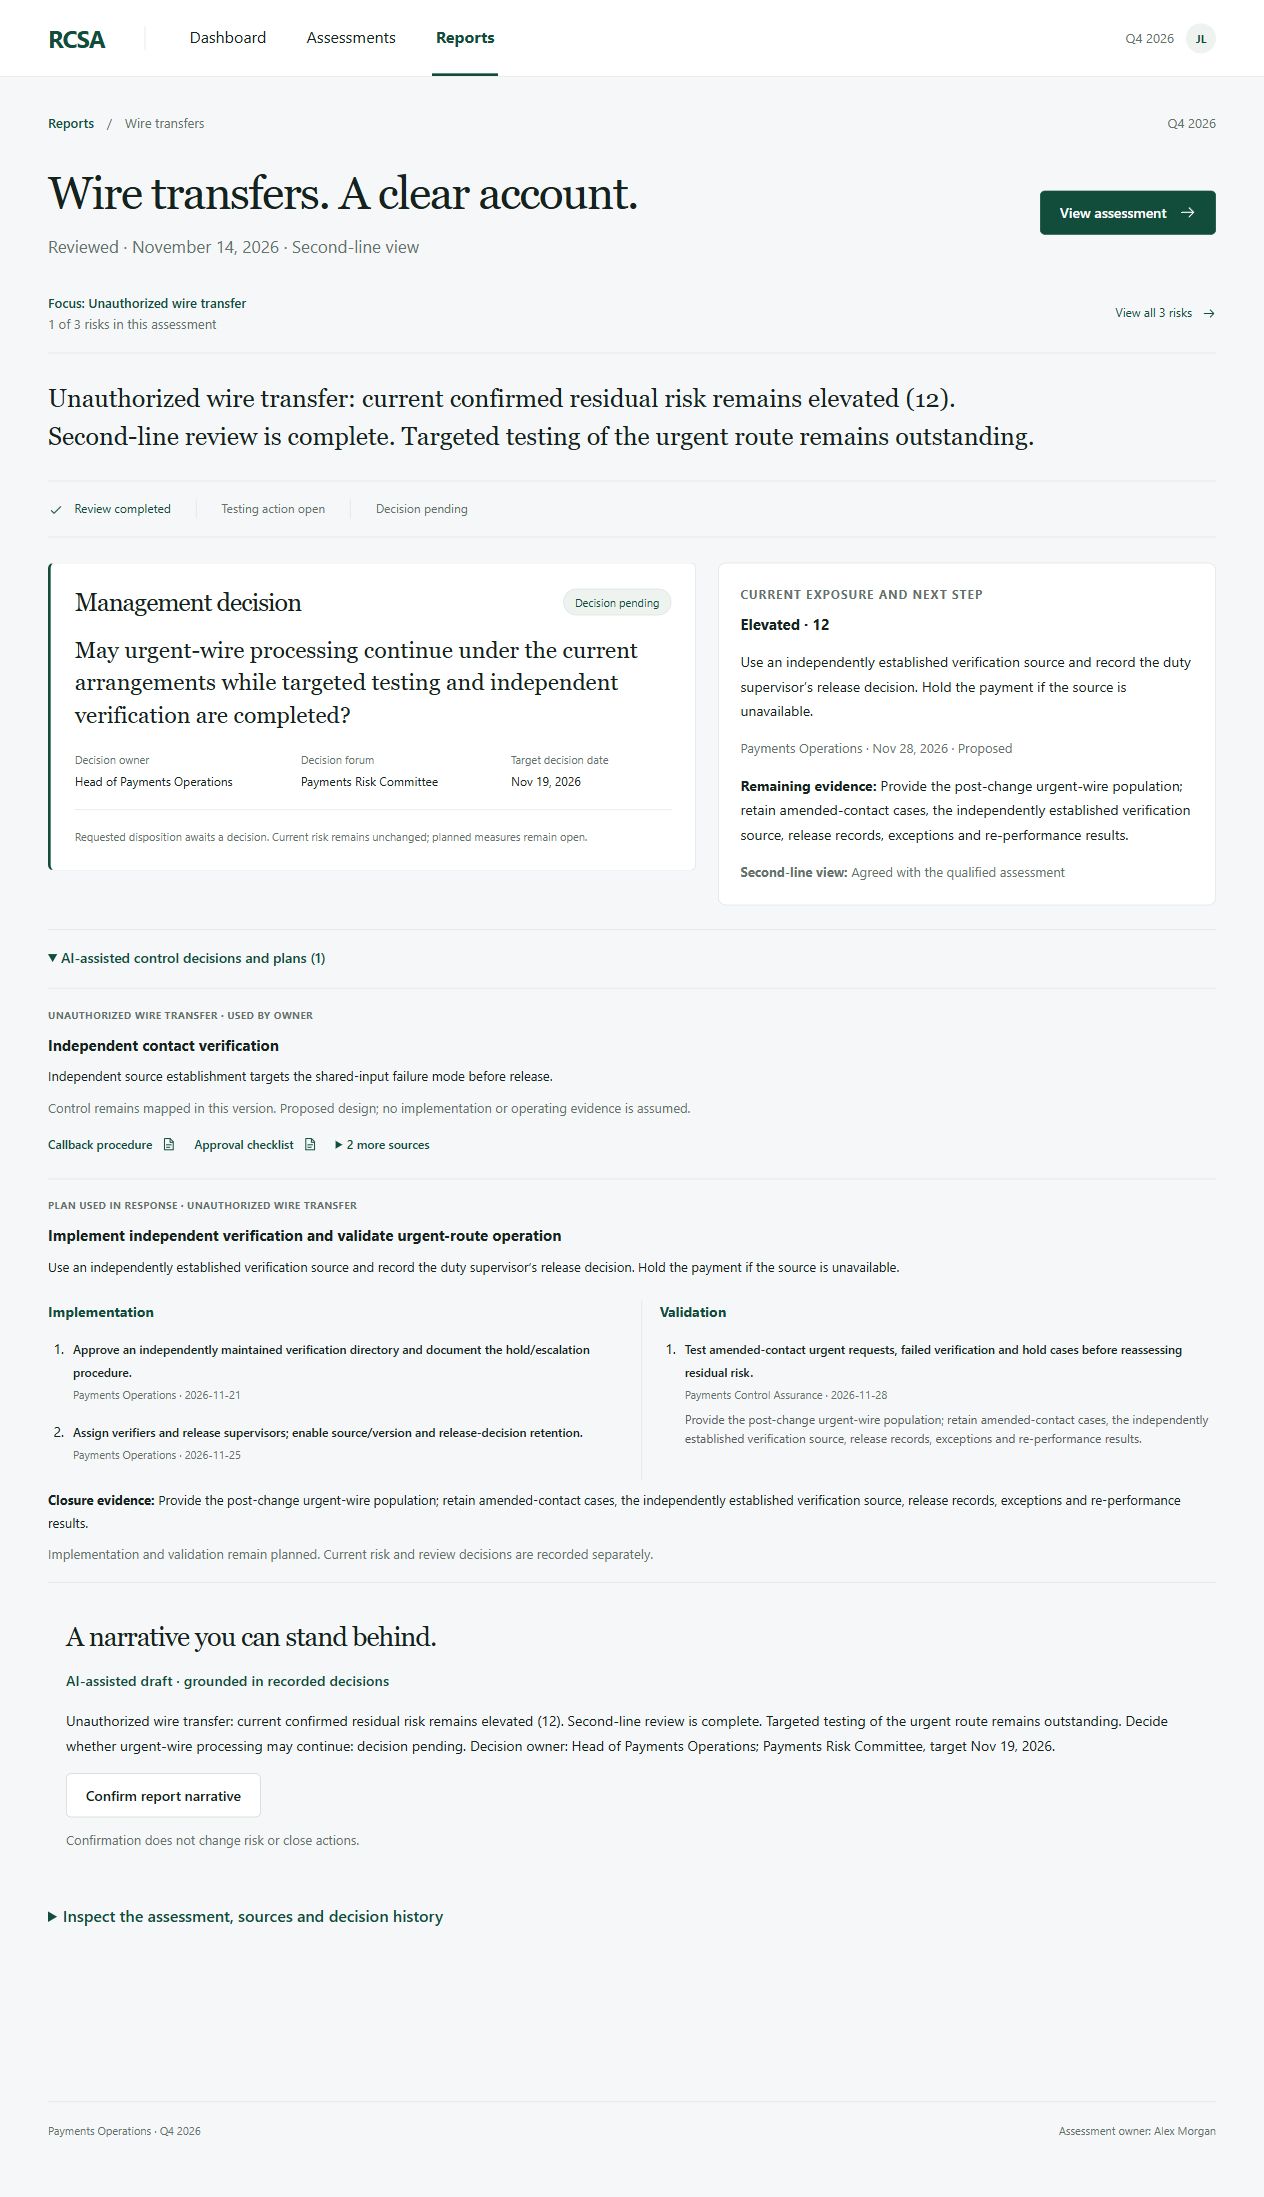 RCSA
Dashboard
Assessments
Reports
Q4 2026
JL
Reports / Wire transfers
Q4 2026
Wire transfers. A clear account.
View assessment →
Reviewed · November 14, 2026 · Second-line view
Focus: Unauthorized wire transfer
1 of 3 risks in this assessment
View all 3 risks →
Unauthorized wire transfer: current confirmed residual risk remains elevated (12).
Second-line review is complete. Targeted testing of the urgent route remains outstanding.
✓ Review completed
Testing action open
Decision pending
Management decision
Decision pending
May urgent-wire processing continue under the current
arrangements while targeted testing and independent
verification are completed?
Decision owner
Head of Payments Operations
Decision forum
Payments Risk Committee
Target decision date
Nov 19, 2026
Requested disposition awaits a decision. Current risk remains unchanged; planned measures remain open.
CURRENT EXPOSURE AND NEXT STEP
Elevated · 12
Use an independently established verification source and record the duty
supervisor’s release decision. Hold the payment if the source is
unavailable.
Payments Operations · Nov 28, 2026 · Proposed
Remaining evidence: Provide the post-change urgent-wire population;
retain amended-contact cases, the independently established verification
source, release records, exceptions and re-performance results.
Second-line view: Agreed with the qualified assessment
▼ AI-assisted control decisions and plans (1)
UNAUTHORIZED WIRE TRANSFER · USED BY OWNER
Independent contact verification
Independent source establishment targets the shared-input failure mode before release.
Control remains mapped in this version. Proposed design; no implementation or operating evidence is assumed.
Callback procedure
Approval checklist
▶ 2 more sources
PLAN USED IN RESPONSE · UNAUTHORIZED WIRE TRANSFER
Implement independent verification and validate urgent-route operation
Use an independently established verification source and record the duty supervisor’s release decision. Hold the payment if the source is unavailable.
Implementation
1. Approve an independently maintained verification directory and document the hold/escalation
procedure.
Payments Operations · 2026-11-21
2. Assign verifiers and release supervisors; enable source/version and release-decision retention.
Payments Operations · 2026-11-25
Validation
1. Test amended-contact urgent requests, failed verification and hold cases before reassessing
residual risk.
Payments Control Assurance · 2026-11-28
Provide the post-change urgent-wire population; retain amended-contact cases, the independently
established verification source, release records, exceptions and re-performance results.
Closure evidence: Provide the post-change urgent-wire population; retain amended-contact cases, the independently established verification source, release records, exceptions and re-performance
results.
Implementation and validation remain planned. Current risk and review decisions are recorded separately.
A narrative you can stand behind.
AI-assisted draft · grounded in recorded decisions
Unauthorized wire transfer: current confirmed residual risk remains elevated (12). Second-line review is complete. Targeted testing of the urgent route remains outstanding. Decide
whether urgent-wire processing may continue: decision pending. Decision owner: Head of Payments Operations; Payments Risk Committee, target Nov 19, 2026.
Confirm report narrative
Confirmation does not change risk or close actions.
▶ Inspect the assessment, sources and decision history
Payments Operations · Q4 2026
Assessment owner: Alex Morgan